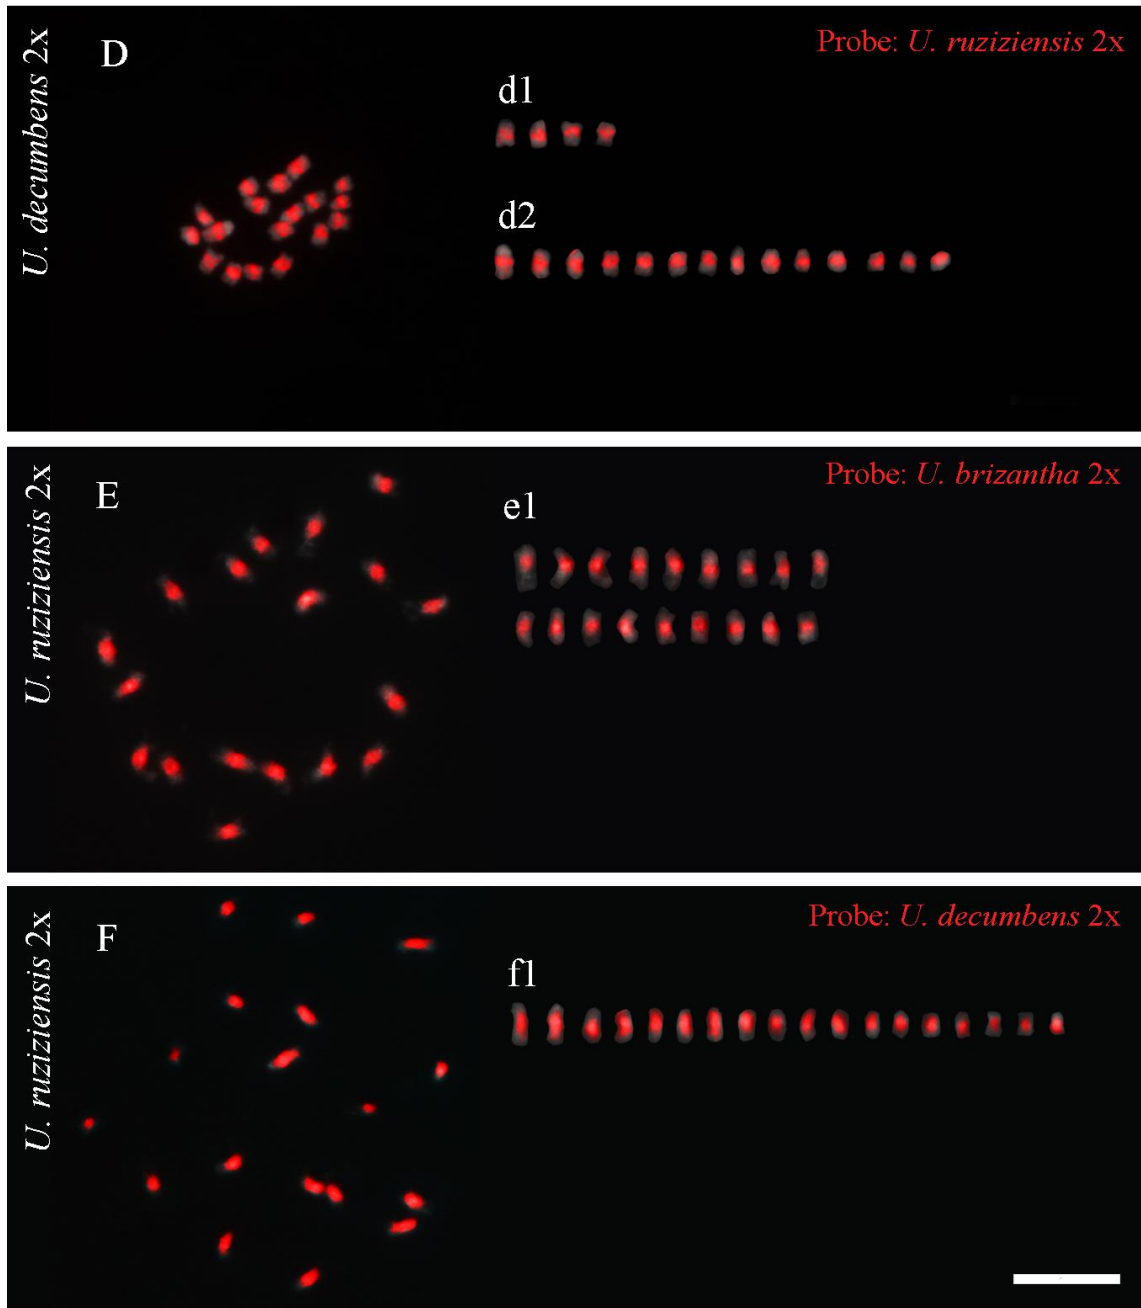 U. decumbens 2x
D
Probe: U. ruziziensis 2x
d1
d2
U. ruziziensis 2x
E
Probe: U. brizantha 2x
e1
U. ruziziensis 2x
F
Probe: U. decumbens 2x
f1